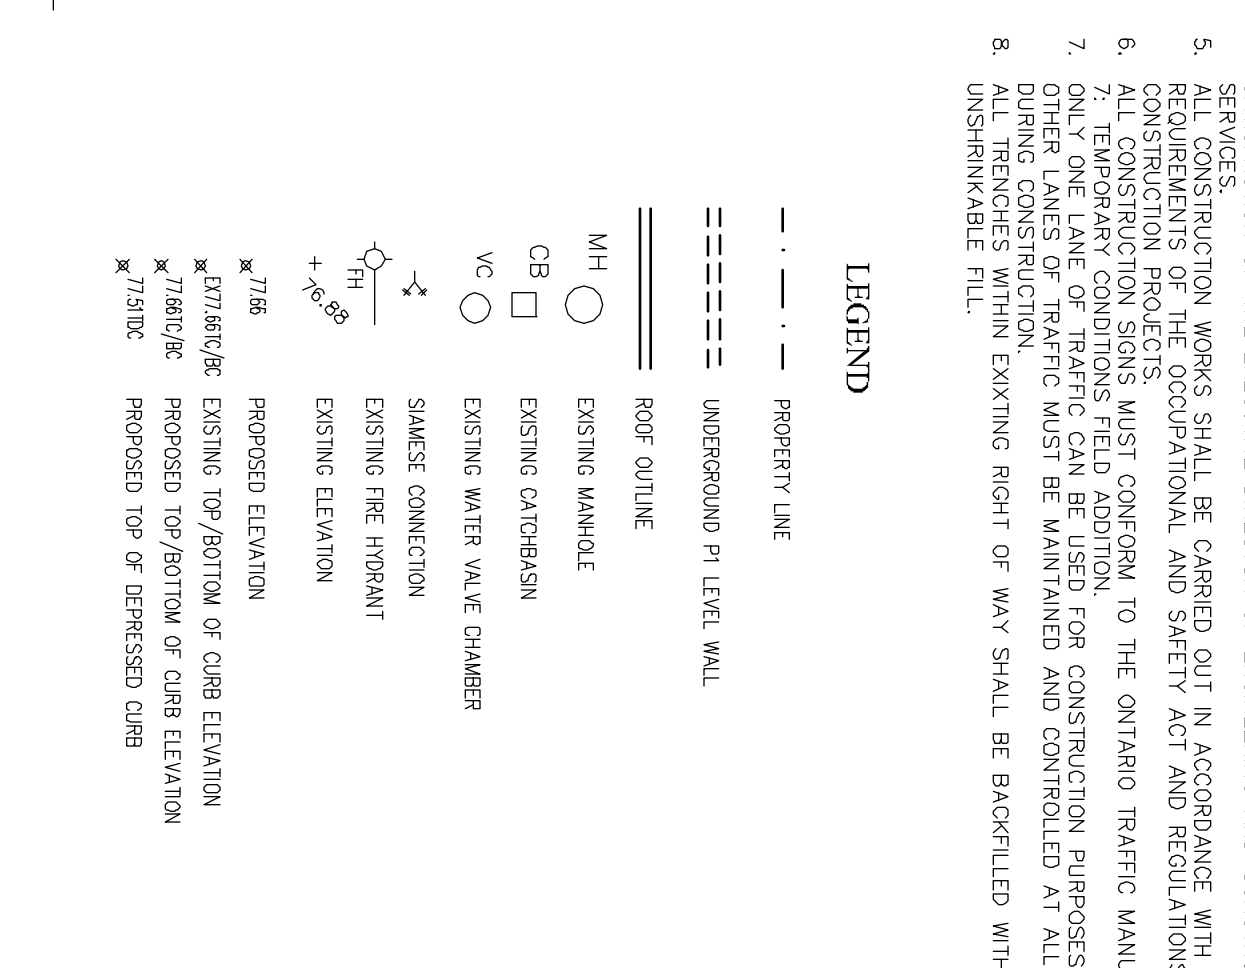 SERVICES.
5. ALL CONSTRUCTION WORKS SHALL BE CARRIED OUT IN ACCORDANCE WITH
REQUIREMENTS OF THE OCCUPATIONAL AND SAFETY ACT AND REGULATIONS
CONSTRUCTION PROJECTS.
6. ALL CONSTRUCTION SIGNS MUST CONFORM TO THE ONTARIO TRAFFIC
7: TEMPORARY CONDITIONS FIELD ADDITION.
7. ONLY ONE LANE OF TRAFFIC CAN BE USED FOR CONSTRUCTION PURPOSES
OTHER LANES OF TRAFFIC MUST BE MAINTAINED AND CONTROLLED AT ALL
DURING CONSTRUCTION.
8. ALL TRENCHES WITHIN EXIXTING RIGHT OF WAY SHALL BE BACKFILLED WITH
UNSHRINKABLE FILL.
LEGEND
PROPERTY LINE
UNDERGROUND P1 LEVEL WALL
ROOF OUTLINE
MH EXISTING MANHOLE
CB EXISTING CATCHBASIN
VC EXISTING WATER VALVE CHAMBER
SIAMESE CONNECTION
FH EXISTING FIRE HYDRANT
+ 76.88 EXISTING ELEVATION
77.66 PROPOSED ELEVATION
EX77.66TC/BC EXISTING TOP/BOTTOM OF CURB ELEVATION
77.66TC/BC PROPOSED TOP/BOTTOM OF CURB ELEVATION
77.51TDC PROPOSED TOP OF DEPRESSED CURB